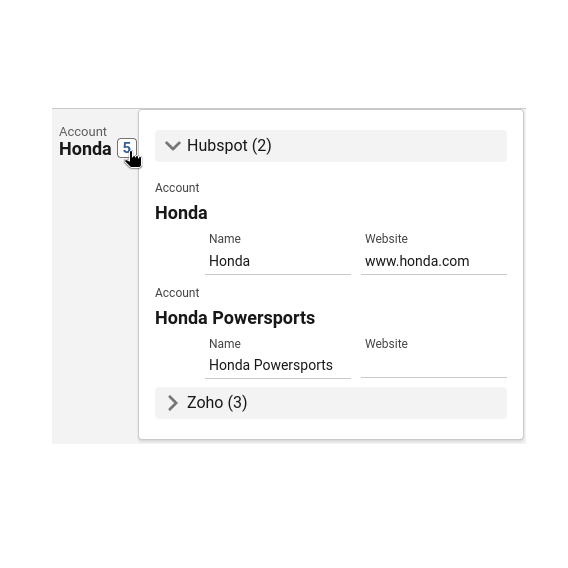 Account
Honda 5
Hubspot (2)
Account
Honda
Name Website
Honda www.honda.com
Account
Honda Powersports
Name Website
Honda Powersports
Zoho (3)